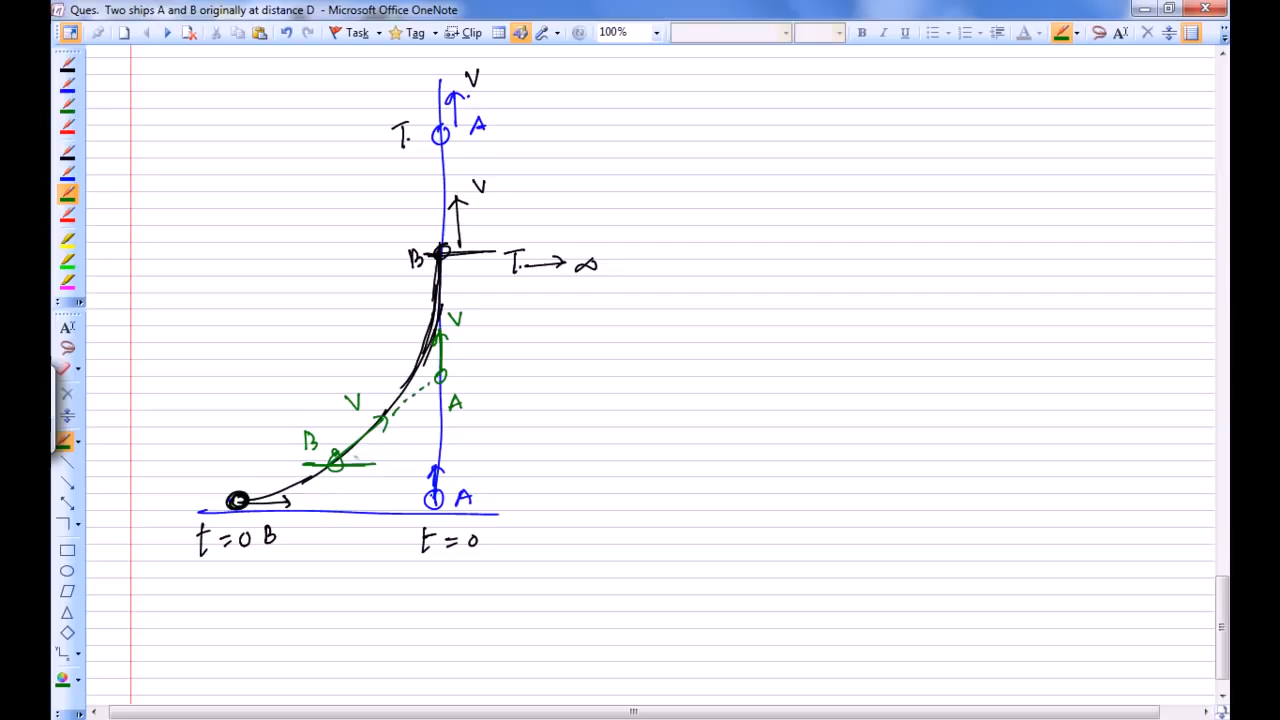 Ques. Two ships A and B originally at distance D - Microsoft Office OneNote
Task Tag Clip 100% B I U A A
V
T. A
V
B T. → ∞
V
V A
B
A
t = 0 B t = 0